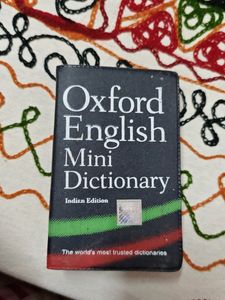 Oxford
English
Mini
Dictionary
Indian Edition
The world's most trusted dictionaries